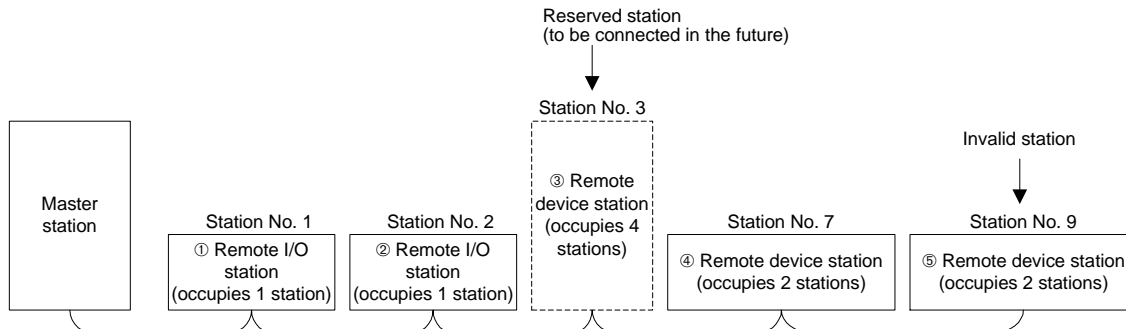 Reserved station
(to be connected in the future)
Station No. 3
Invalid station
Master
station
Station No. 1
① Remote I/O
station
(occupies 1 station)
Station No. 2
② Remote I/O
station
(occupies 1 station)
③ Remote
device station
(occupies 4
stations)
Station No. 7
④ Remote device station
(occupies 2 stations)
Station No. 9
⑤ Remote device station
(occupies 2 stations)